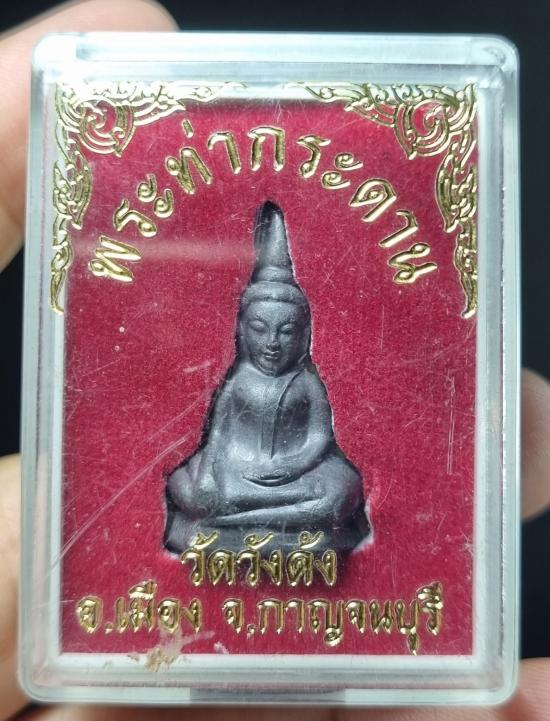 พระท่ากระดาน
วัดวังด้ง
อ.เมือง จ.กาญจนบุรี